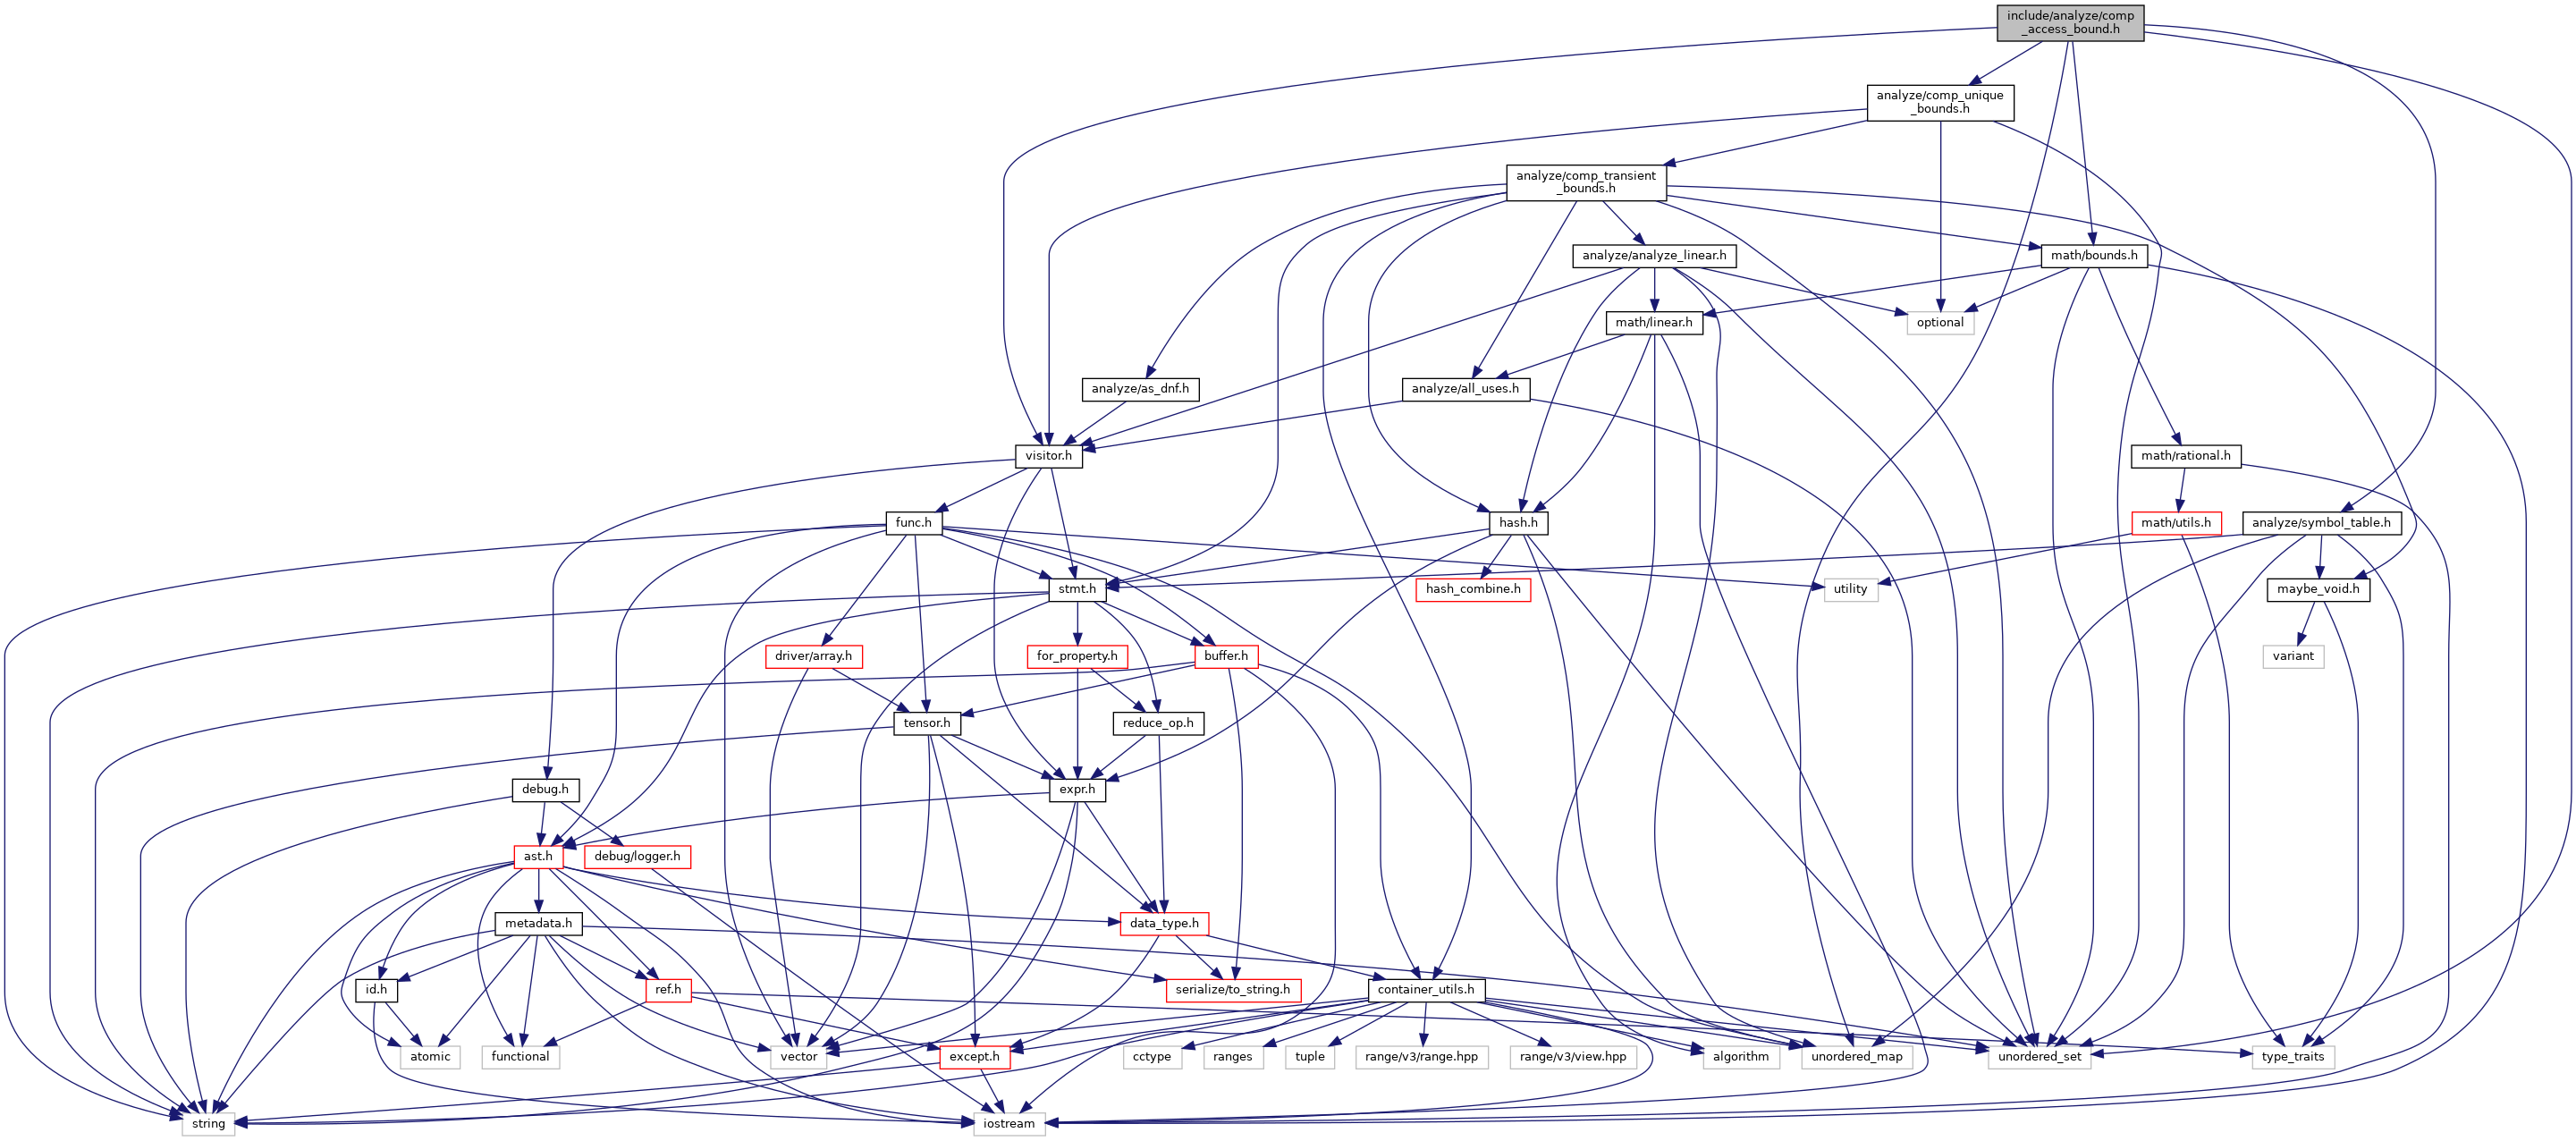 include/analyze/comp
_access_bound.h
analyze/comp_unique
_bounds.h
analyze/comp_transient
_bounds.h
analyze/analyze_linear.h
math/bounds.h
math/linear.h
optional
analyze/as_dnf.h
analyze/all_uses.h
visitor.h
math/rational.h
func.h
hash.h
math/utils.h
analyze/symbol_table.h
stmt.h
hash_combine.h
utility
maybe_void.h
driver/array.h
for_property.h
buffer.h
variant
tensor.h
reduce_op.h
debug.h
expr.h
ast.h
debug/logger.h
metadata.h
data_type.h
id.h
ref.h
serialize/to_string.h
container_utils.h
atomic
functional
vector
except.h
cctype
ranges
tuple
range/v3/range.hpp
range/v3/view.hpp
algorithm
unordered_map
unordered_set
type_traits
string
iostream